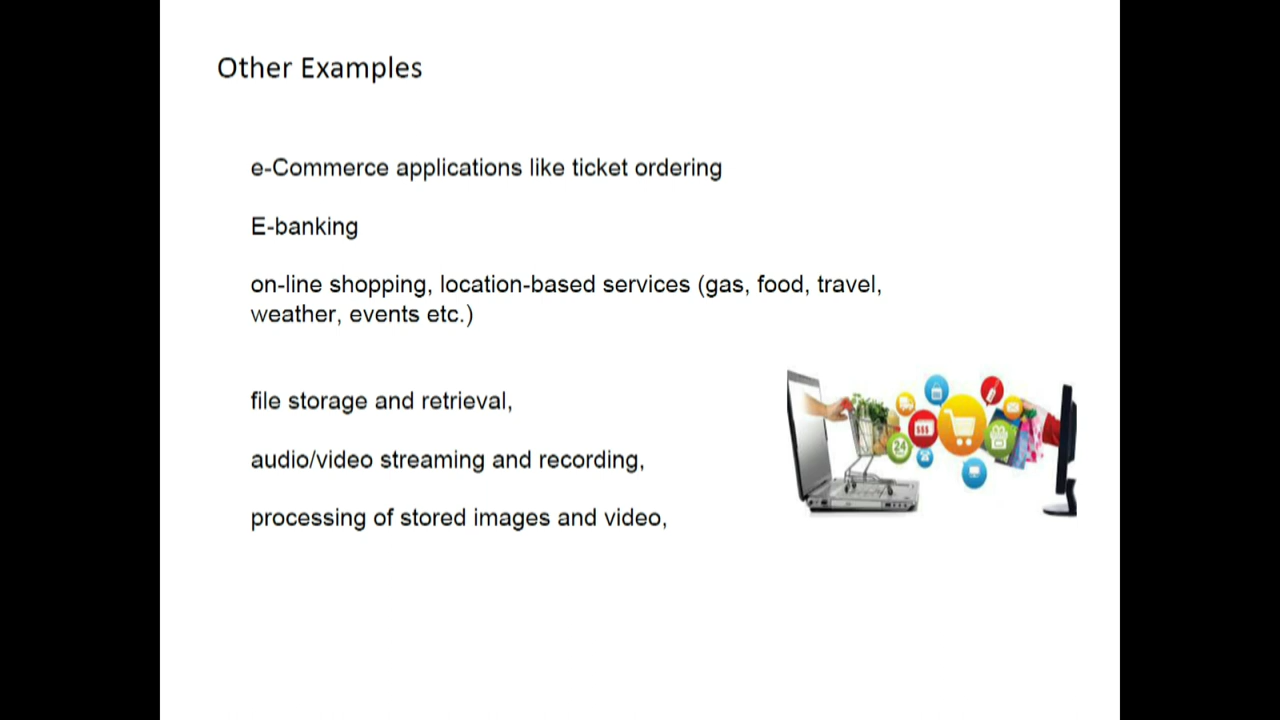 Other Examples
e-Commerce applications like ticket ordering
E-banking
on-line shopping, location-based services (gas, food, travel,
weather, events etc.)
file storage and retrieval,
audio/video streaming and recording,
processing of stored images and video,
$$$
24